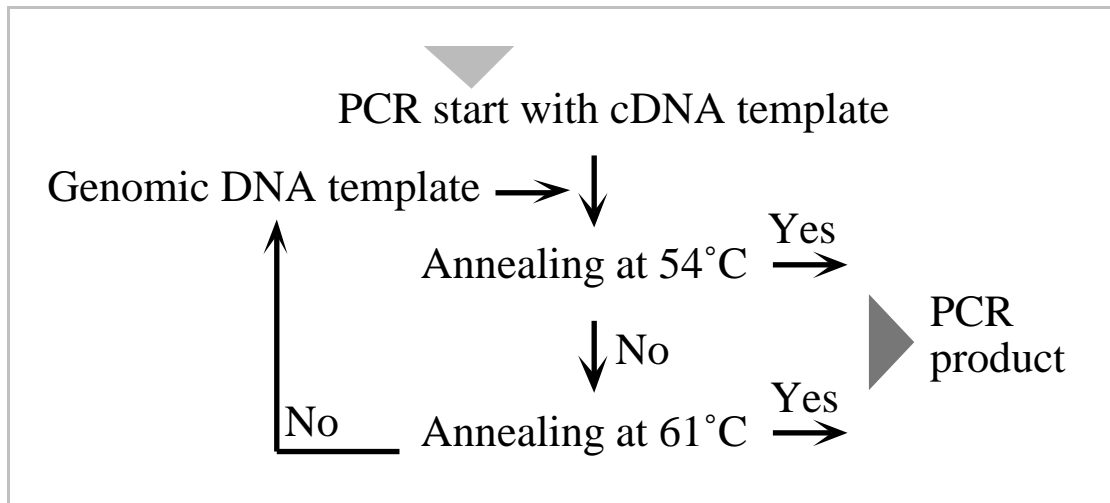 PCR start with cDNA template
Genomic DNA template
Yes
Annealing at 54˚C
PCR
product
No
Yes
No
Annealing at 61˚C